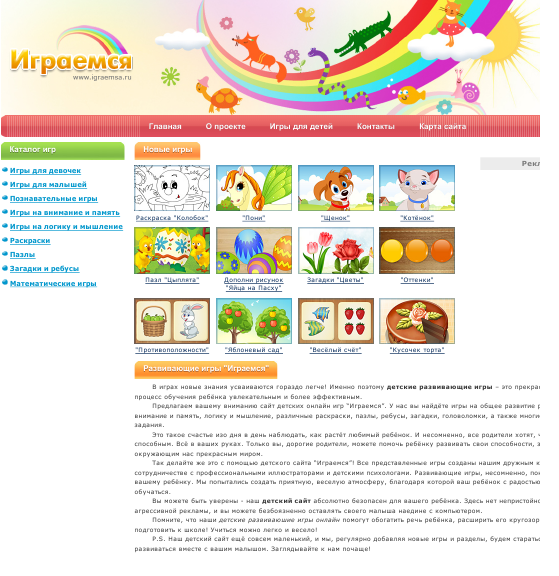 Играемся
www.igraemsa.ru
Главная О проекте Игры для детей Контакты Карта сайта
Каталог игр
Игры для девочек
Игры для малышей
Познавательные игры
Игры на внимание и память
Игры на логику и мышление
Раскраски
Пазлы
Загадки и ребусы
Математические игры
Новые игры
Раскраска "Колобок" "Пони" "Щенок" "Котёнок"
Пазл "Цыплята" Дополни рисунок "Яйца на Пасху" Загадки "Цветы" "Оттенки"
"Противоположности" "Яблоневый сад" "Весёлый счёт" "Кусочек торта"
Развивающие игры "Играемся"
В играх новые знания усваиваются гораздо легче! Именно поэтому детские развивающие игры – это прекрас
процесс обучения ребёнка увлекательным и более эффективным.
Предлагаем вашему вниманию сайт детских онлайн игр "Играемся". У нас вы найдёте игры на общее развитие р
внимание и память, логику и мышление, различные раскраски, пазлы, ребусы, загадки, головоломки, а также многи
задания.
Это такое счастье изо дня в день наблюдать, как растёт любимый ребёнок. И несомненно, все родители хотят, ч
способным. Всё в ваших руках. Только вы, дорогие родители, можете помочь ребёнку развивать свои способности, з
окружающим нас прекрасным миром.
Так делайте же это с помощью детского сайта "Играемся"! Все представленные игры созданы нашим дружным к
сотрудничестве с профессиональными иллюстраторами и детскими психологами. Развивающие игры, несомненно, по
вашему ребёнку. Мы попытались создать приятную, веселую атмосферу, благодаря которой ваш ребёнок с радостью
обучаться.
Вы можете быть уверены – наш детский сайт абсолютно безопасен для вашего ребёнка. Здесь нет непристойно
агрессивной рекламы, и вы можете безбоязненно оставлять своего малыша наедине с компьютером.
Помните, что наши детские развивающие игры онлайн помогут обогатить речь ребёнка, расширить его кругозор
подготовить к школе! Учиться можно легко и весело!
P.S. Наш детский сайт ещё совсем маленький, и мы, регулярно добавляя новые игры и разделы, будем старатьс
развиваться вместе с вашим малышом. Заглядывайте к нам почаще!
Рекл